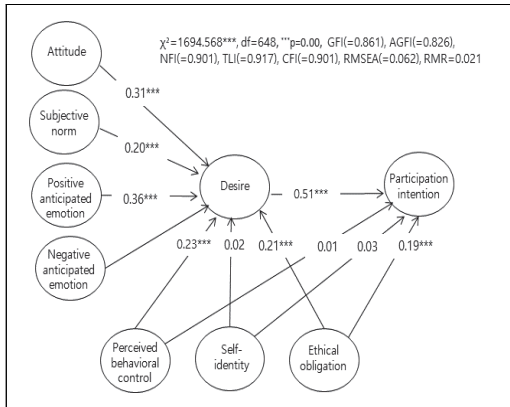 χ²=1694.568***, df=648, ***p=0.00, GFI(=0.861), AGFI(=0.826),
NFI(=0.901), TLI(=0.917), CFI(=0.901), RMSEA(=0.062), RMR=0.021
Attitude
0.31***
Subjective
norm
0.20***
Positive
anticipated
emotion
0.36***
Desire
0.51***
Participation
intention
Negative
anticipated
emotion
0.23***
0.02
0.21***
0.01
0.03
0.19***
Perceived
behavioral
control
Self-
identity
Ethical
obligation